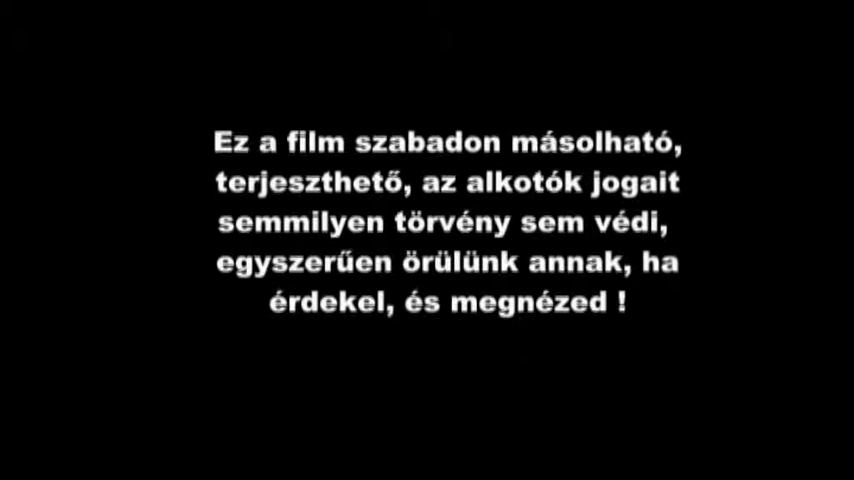 Ez a film szabadon másolható,
terjeszthető, az alkotók jogait
semmilyen törvény sem védi,
egyszerűen örülünk annak, ha
érdekel, és megnézed !